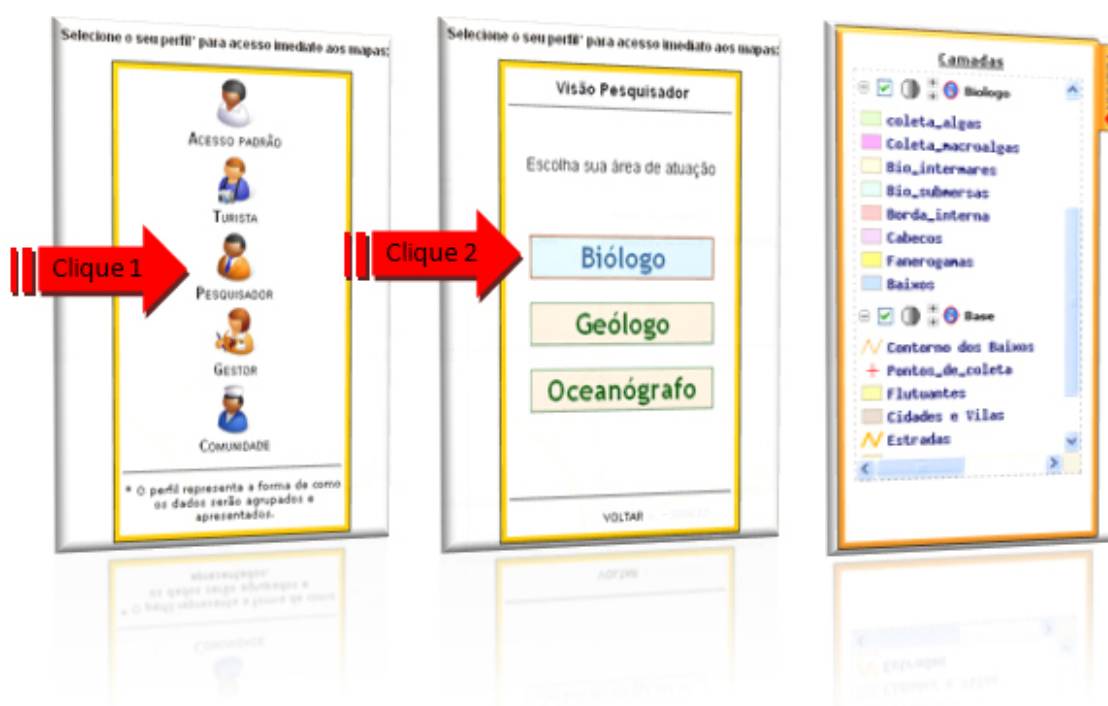 Selecione o seu perfil* para acesso imediato aos mapas:
ACESSO PADRÃO
TURISTA
Clique 1
PESQUISADOR
GESTOR
COMUNIDADE
* O perfil representa a forma de como
os dados serão agrupados e
apresentados.
Selecione o seu perfil* para acesso imediato aos mapas:
Visão Pesquisador
Escolha sua área de atuação
Clique 2
Biólogo
Geólogo
Oceanógrafo
VOLTAR
Camadas
Biologo
coleta_algas
Coleta_macroalgas
Bio_intermares
Bio_submersas
Borda_interna
Cabecos
Fanerogamas
Baixos
Base
Contorno dos Baixos
Pontos_de_coleta
Flutuantes
Cidades e Vilas
Estradas